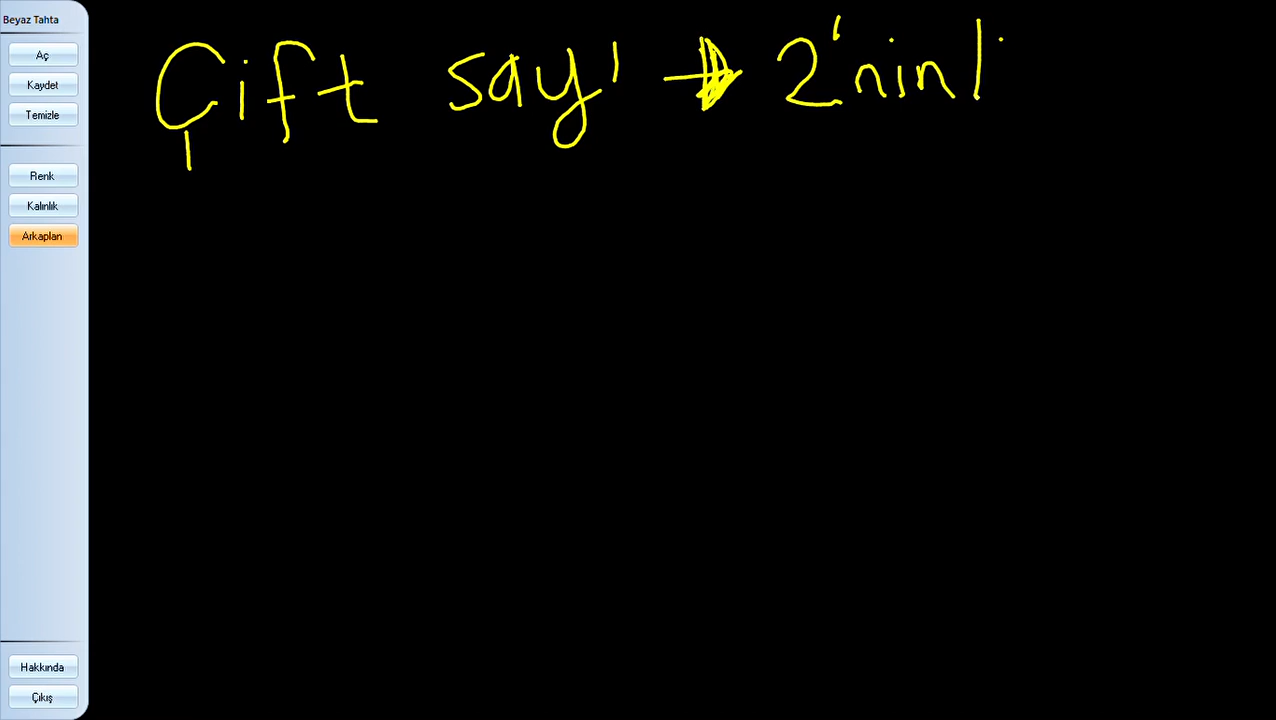 Beyaz Tahta
Aç
Kaydet
Temizle
Renk
Kalınlık
Arkaplan
Hakkında
Çıkış
Çift sayı → 2'nin